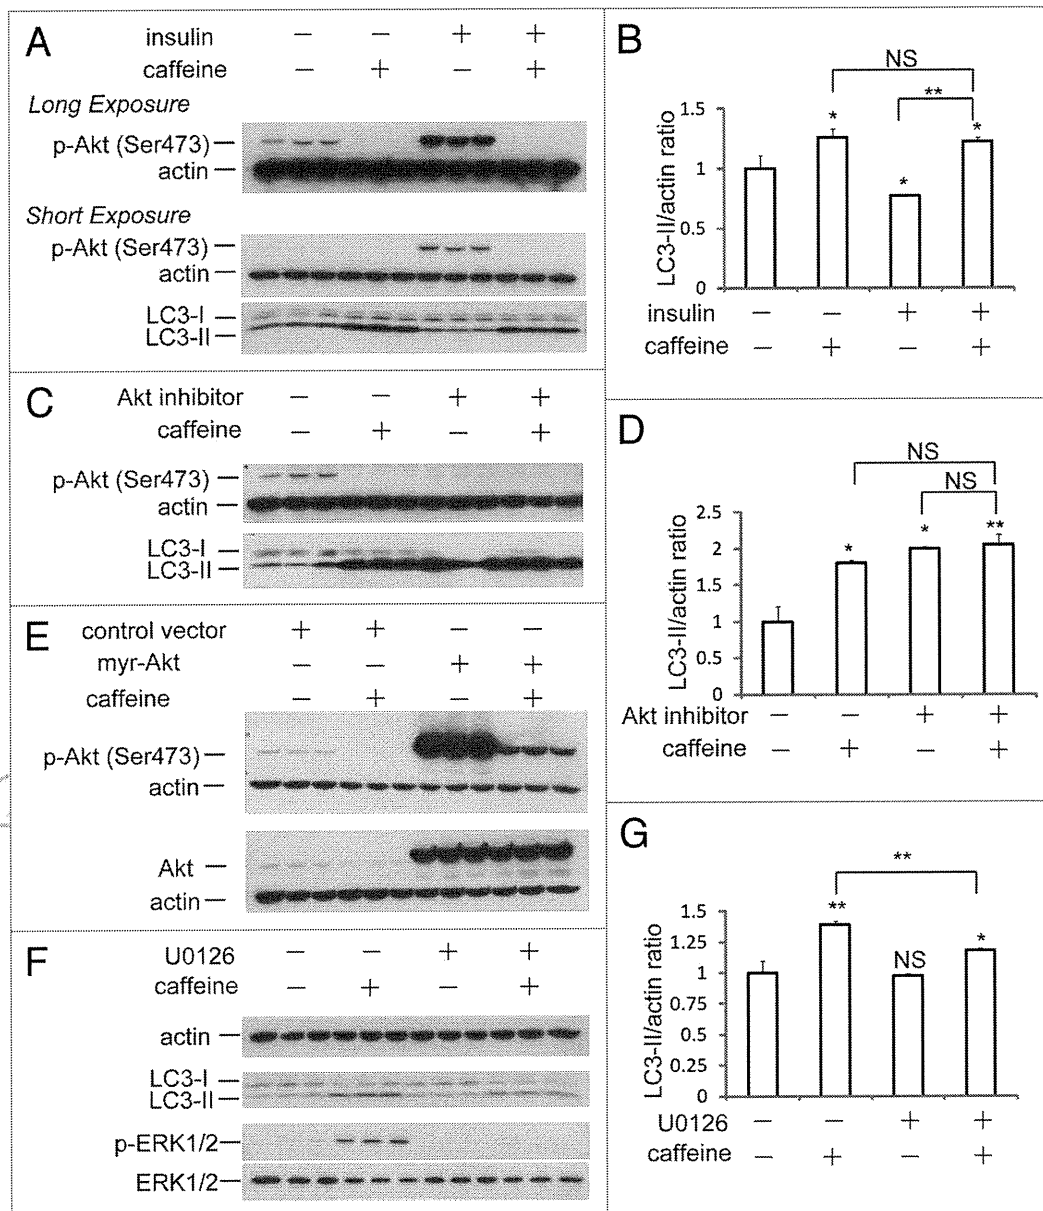 A
insulin – – + +
caffeine – + – +
Long Exposure
p-Akt (Ser473)
actin
Short Exposure
p-Akt (Ser473)
actin
LC3-I
LC3-II
B
NS
**
* * *
LC3-II/actin ratio
1.5
1
0.5
0
insulin – – + +
caffeine – + – +
C
Akt inhibitor – – + +
caffeine – + – +
p-Akt (Ser473)
actin
LC3-I
LC3-II
D
NS
NS
* * **
LC3-II/actin ratio
2.5
2
1.5
1
0.5
0
Akt inhibitor – – + +
caffeine – + – +
E
control vector + + – –
myr-Akt – – + +
caffeine – + – +
p-Akt (Ser473)
actin
Akt
actin
F
U0126 – – + +
caffeine – + – +
actin
LC3-I
LC3-II
p-ERK1/2
ERK1/2
G
**
** NS *
LC3-II/actin ratio
1.5
1.25
1
0.75
0.5
0.25
0
U0126 – – + +
caffeine – + – +